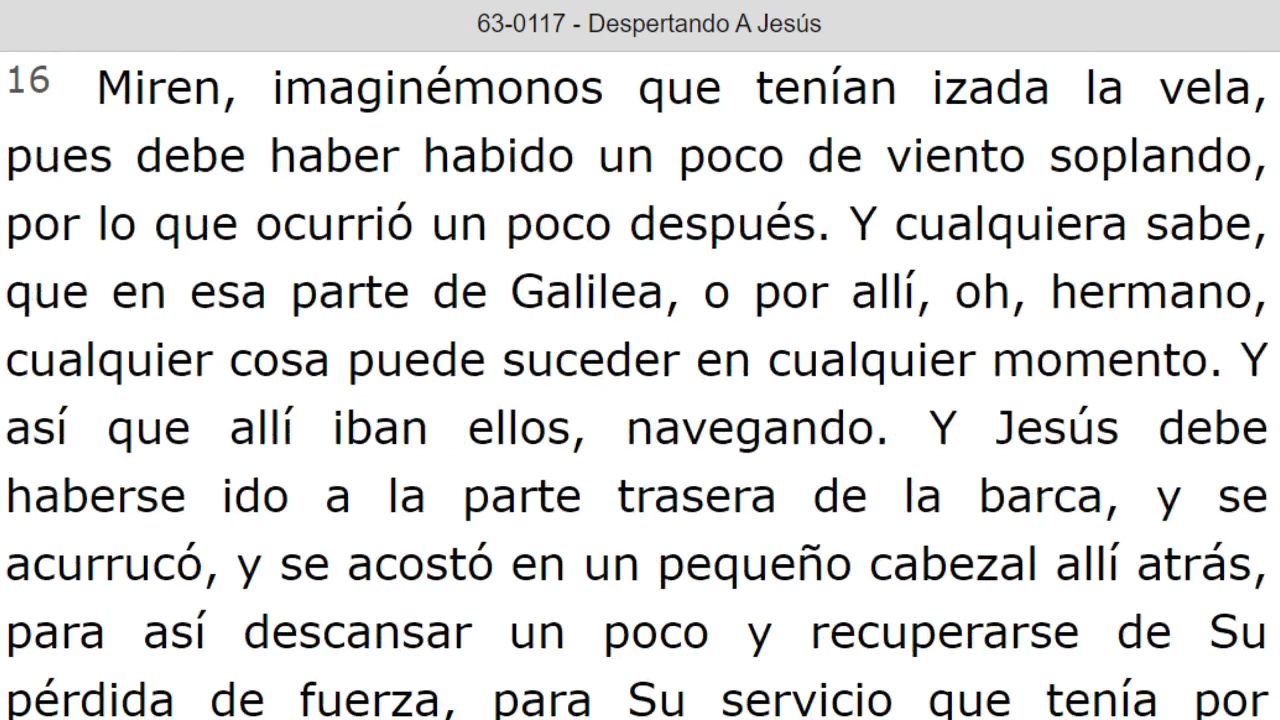 63-0117 - Despertando A Jesús
16 Miren, imaginémonos que tenían izada la vela,
pues debe haber habido un poco de viento soplando,
por lo que ocurrió un poco después. Y cualquiera sabe,
que en esa parte de Galilea, o por allí, oh, hermano,
cualquier cosa puede suceder en cualquier momento. Y
así que allí iban ellos, navegando. Y Jesús debe
haberse ido a la parte trasera de la barca, y se
acurrucó, y se acostó en un pequeño cabezal allí atrás,
para así descansar un poco y recuperarse de Su
pérdida de fuerza, para Su servicio que tenía por